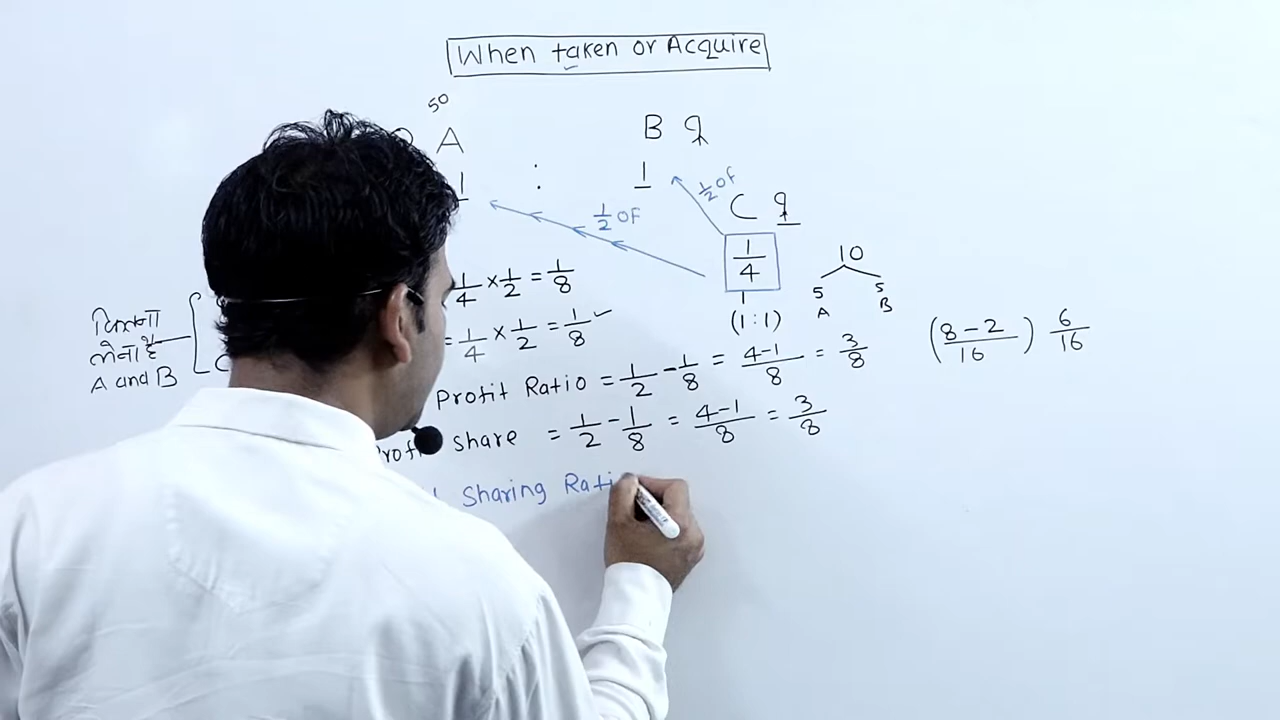 When taken or Acquire
50
A B
1 : 1
1/2 of
1/2 of
C
1/4
(1:1)
10
5 5
A B
1/4 × 1/2 = 1/8
= 1/4 × 1/2 = 1/8 ✓
लेना है
A and B
Profit Ratio = 1/2 - 1/8 = 4-1/8 = 3/8
(8-2/16) 6/16
Profit share = 1/2 - 1/8 = 4-1/8 = 3/8
Sharing Rati